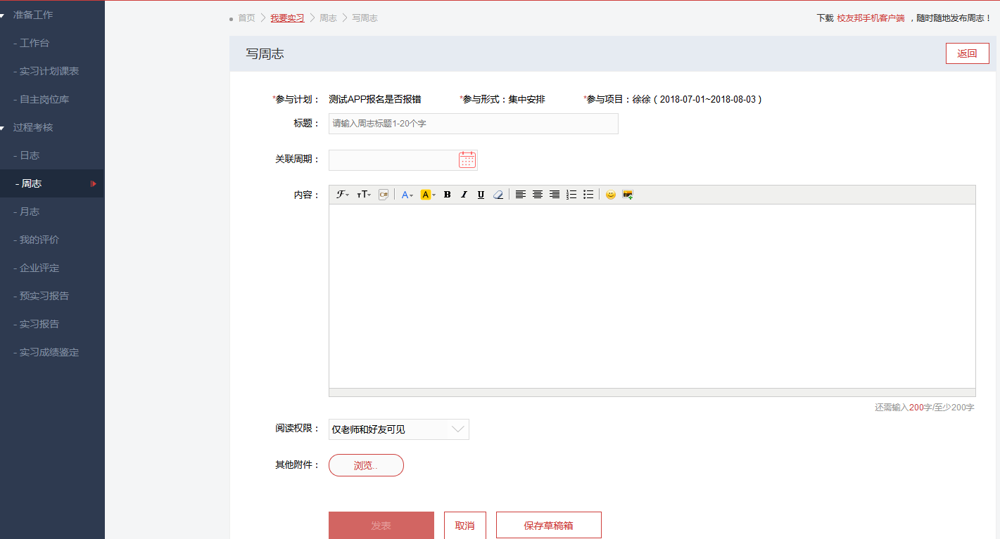 准备工作
- 工作台
- 实习计划课表
- 自主岗位库
过程考核
- 日志
- 周志
- 月志
- 我的评价
- 企业评定
- 预实习报告
- 实习报告
- 实习成绩鉴定
首页 > 我要实习 > 周志 > 写周志
下载 校友邦手机客户端 ，随时随地发布周志！
写周志
返回
*参与计划： 测试APP报名是否报错 *参与形式：集中安排 *参与项目：徐徐（2018-07-01~2018-08-03）
标题： 请输入周志标题1-20个字
关联周期：
内容： F T C# A A B I U
还需输入200字/至少200字
阅读权限： 仅老师和好友可见
其他附件： 浏览..
发表 取消 保存草稿箱